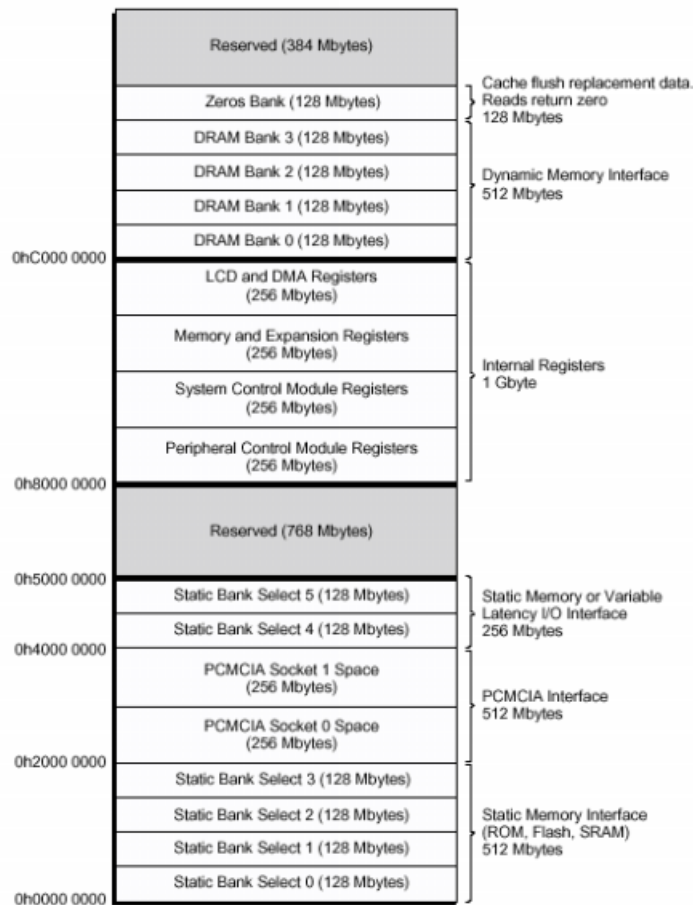 Reserved (384 Mbytes)
Cache flush replacement data.
Zeros Bank (128 Mbytes)
Reads return zero
128 Mbytes
DRAM Bank 3 (128 Mbytes)
DRAM Bank 2 (128 Mbytes)
Dynamic Memory Interface
512 Mbytes
DRAM Bank 1 (128 Mbytes)
DRAM Bank 0 (128 Mbytes)
0hC000 0000
LCD and DMA Registers
(256 Mbytes)
Memory and Expansion Registers
(256 Mbytes)
Internal Registers
1 Gbyte
System Control Module Registers
(256 Mbytes)
Peripheral Control Module Registers
(256 Mbytes)
0h8000 0000
Reserved (768 Mbytes)
0h5000 0000
Static Bank Select 5 (128 Mbytes)
Static Memory or Variable
Latency I/O Interface
256 Mbytes
Static Bank Select 4 (128 Mbytes)
0h4000 0000
PCMCIA Socket 1 Space
(256 Mbytes)
PCMCIA Interface
512 Mbytes
PCMCIA Socket 0 Space
(256 Mbytes)
0h2000 0000
Static Bank Select 3 (128 Mbytes)
Static Bank Select 2 (128 Mbytes)
Static Memory Interface
(ROM, Flash, SRAM)
512 Mbytes
Static Bank Select 1 (128 Mbytes)
Static Bank Select 0 (128 Mbytes)
0h0000 0000